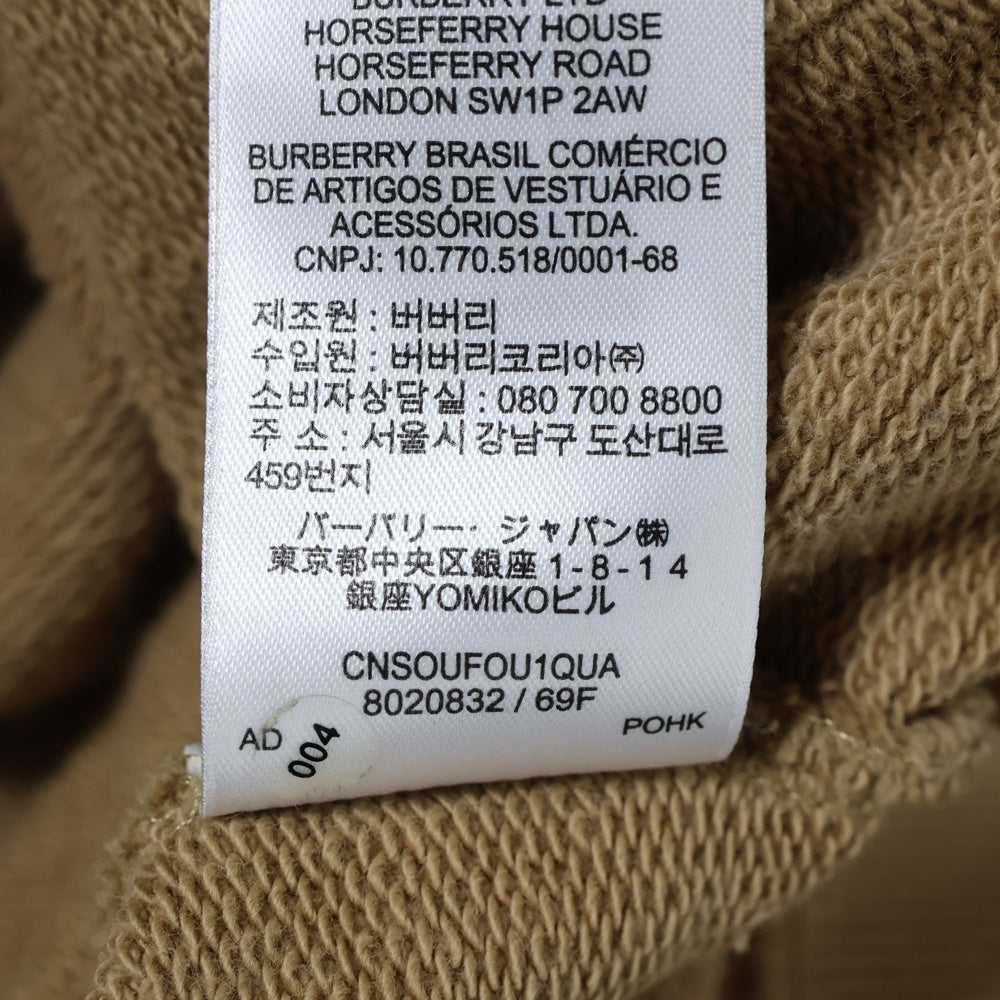 BURBERRY LTD
HORSEFERRY HOUSE
HORSEFERRY ROAD
LONDON SW1P 2AW
BURBERRY BRASIL COMÉRCIO
DE ARTIGOS DE VESTUÁRIO E
ACESSÓRIOS LTDA.
CNPJ: 10.770.518/0001-68
제조원 : 버버리
수입원 : 버버리코리아㈜
소비자상담실 : 080 700 8800
주 소 : 서울시 강남구 도산대로
459번지
バーバリー・ジャパン㈱
東京都中央区銀座 1-8-14
銀座YOMIKOビル
CNSOUFOU1QUA
8020832 / 69F
AD
004
POHK